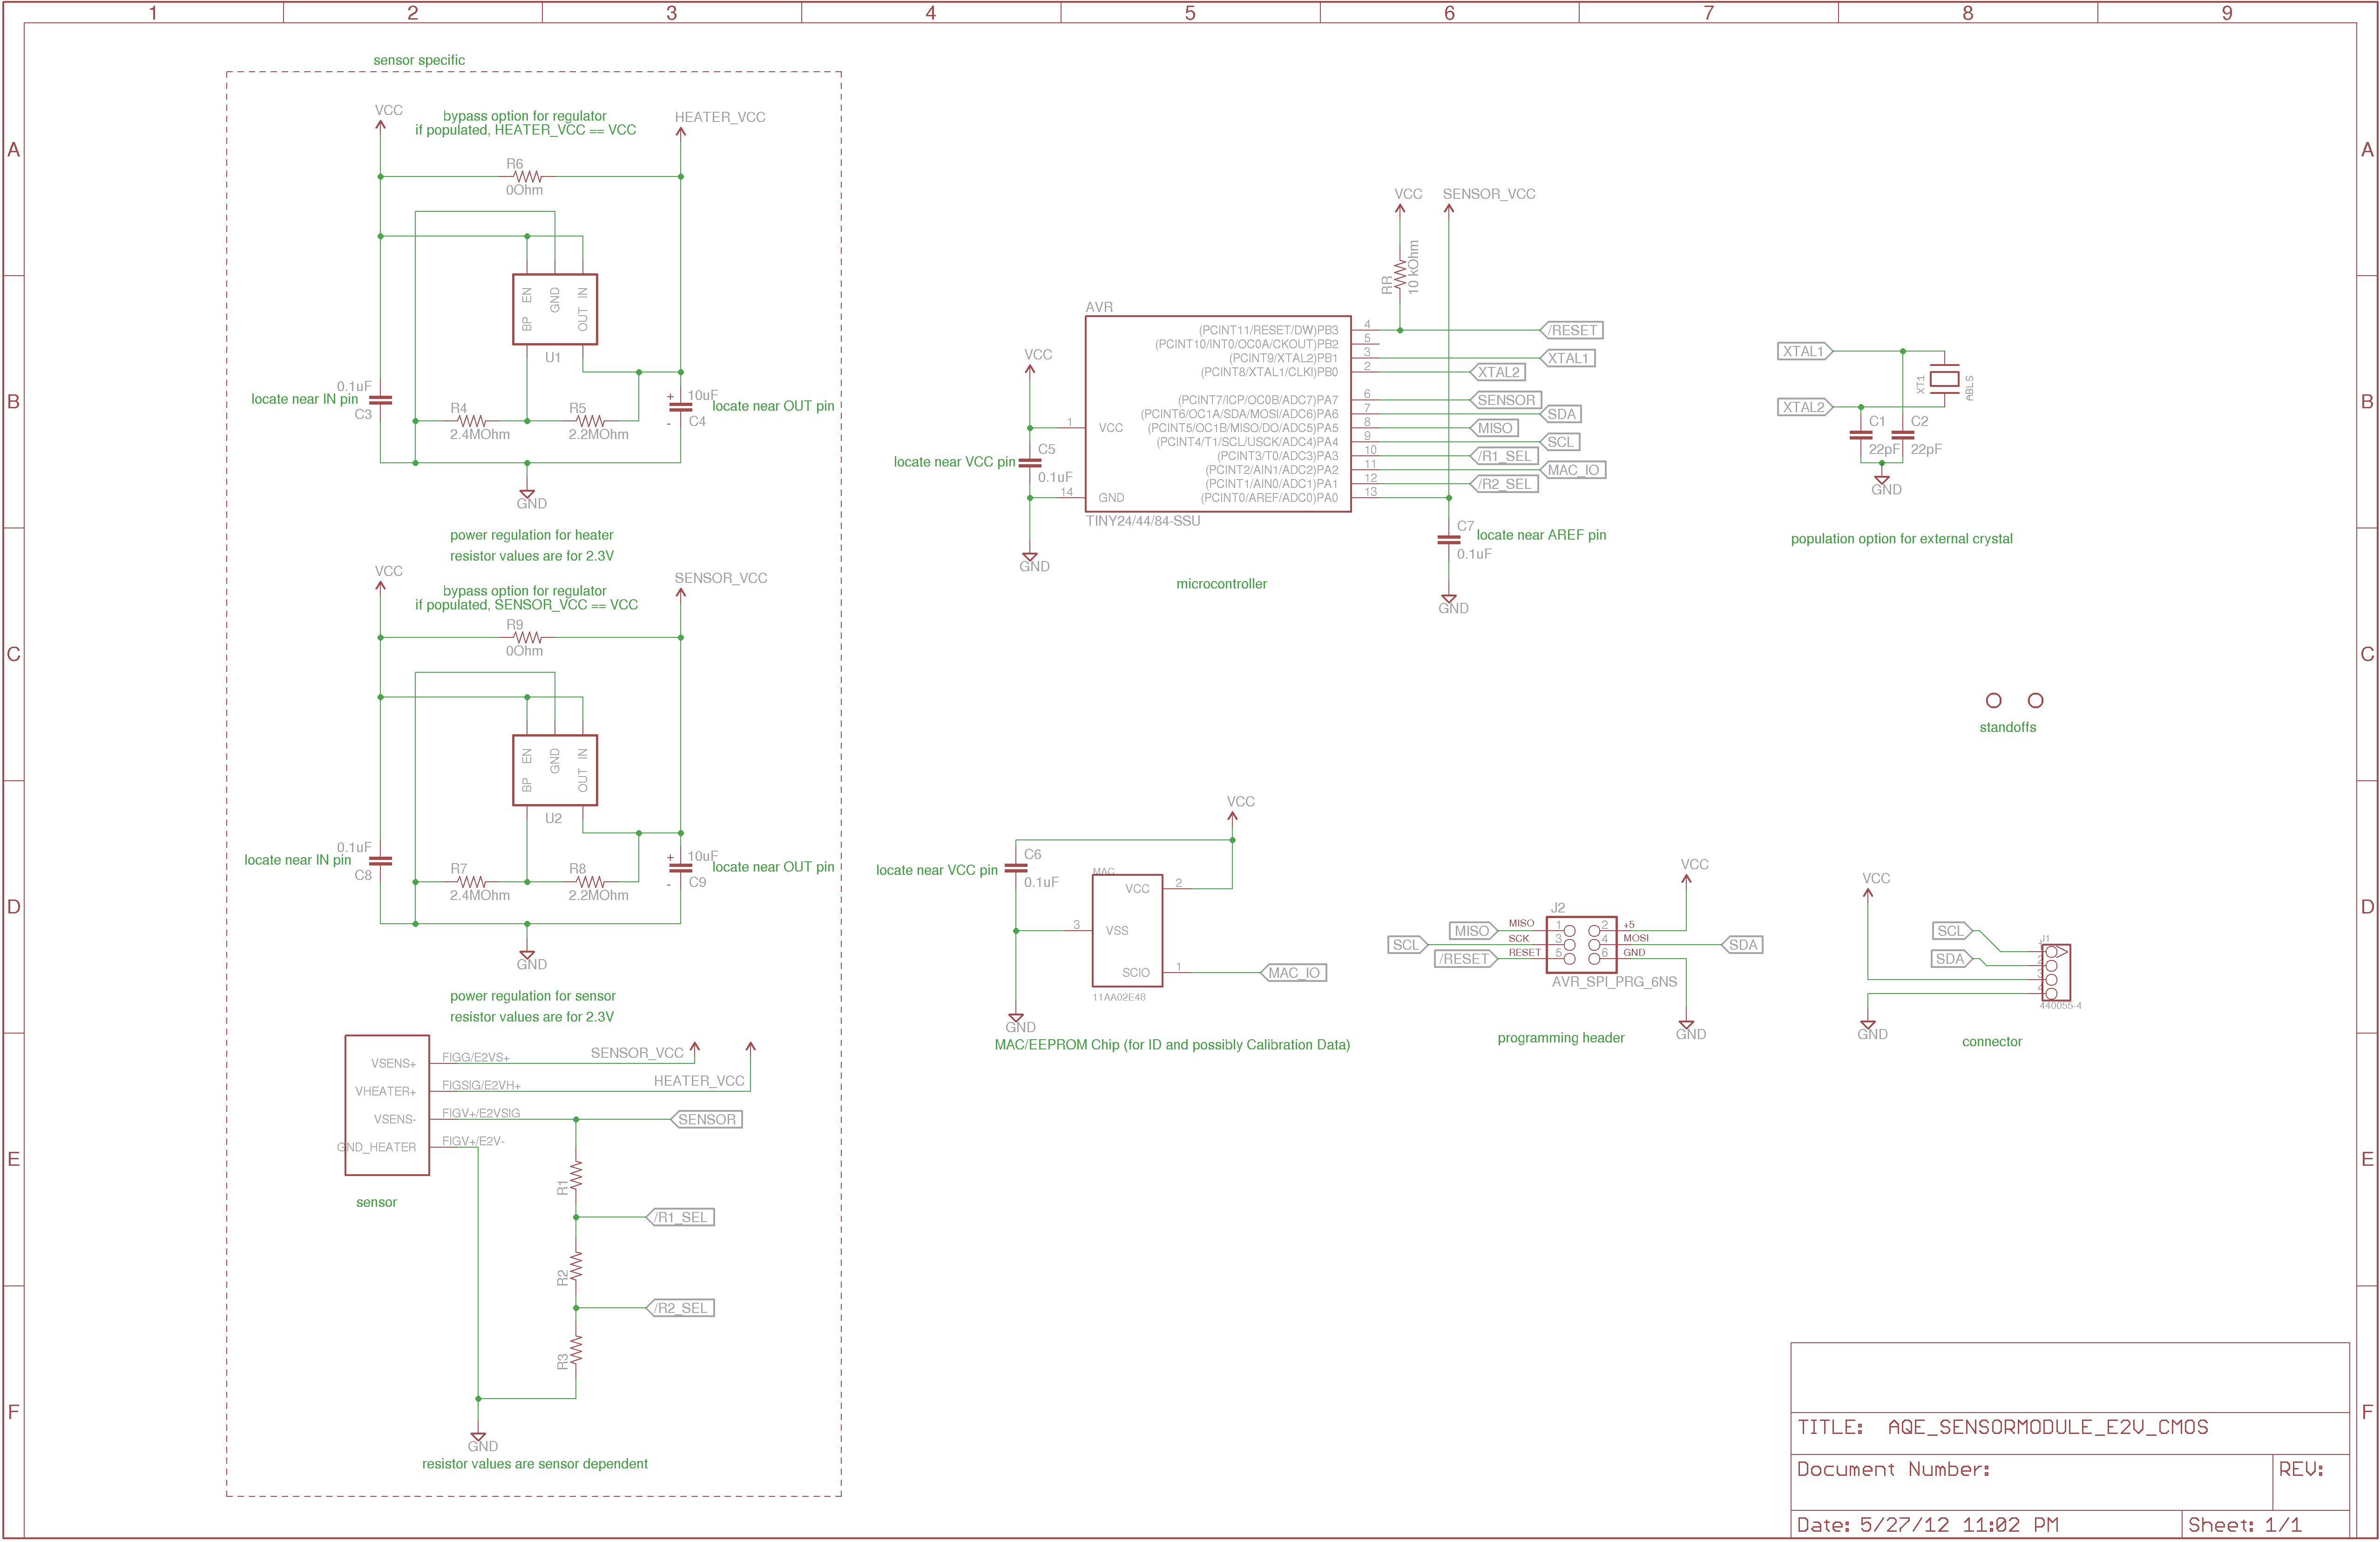 1 2 3 4 5 6 7 8 9
A A
B B
C C
D D
E E
F F
sensor specific
VCC
bypass option for regulator
if populated, HEATER_VCC == VCC
HEATER_VCC
R6
0Ohm
BP EN
GND
OUT IN
U1
0.1uF
locate near IN pin
C3
R4
2.4MOhm
R5
2.2MOhm
+ 10uF
locate near OUT pin
- C4
GND
power regulation for heater
resistor values are for 2.3V
VCC
bypass option for regulator
if populated, SENSOR_VCC == VCC
SENSOR_VCC
R9
0Ohm
BP EN
GND
OUT IN
U2
0.1uF
locate near IN pin
C8
R7
2.4MOhm
R8
2.2MOhm
+ 10uF
locate near OUT pin
- C9
GND
power regulation for sensor
resistor values are for 2.3V
VSENS+ FIGG/E2VS+ SENSOR_VCC
VHEATER+ FIGSIG/E2VH+ HEATER_VCC
VSENS- FIGV+/E2VSIG SENSOR
GND_HEATER FIGV+/E2V-
sensor
R1
/R1_SEL
R2
/R2_SEL
R3
GND
resistor values are sensor dependent
VCC SENSOR_VCC
RR
10 kOhm
AVR
(PCINT11/RESET/DW)PB3 4 /RESET
(PCINT10/INT0/OC0A/CKOUT)PB2 5
(PCINT9/XTAL2)PB1 3 XTAL1
(PCINT8/XTAL1/CLKI)PB0 2 XTAL2
(PCINT7/ICP/OC0B/ADC7)PA7 6 SENSOR
(PCINT6/OC1A/SDA/MOSI/ADC6)PA6 7 SDA
(PCINT5/OC1B/MISO/DO/ADC5)PA5 8 MISO
(PCINT4/T1/SCL/USCK/ADC4)PA4 9 SCL
(PCINT3/T0/ADC3)PA3 10 /R1_SEL
(PCINT2/AIN1/ADC2)PA2 11 MAC_IO
(PCINT1/AIN0/ADC1)PA1 12 /R2_SEL
(PCINT0/AREF/ADC0)PA0 13
TINY24/44/84-SSU
VCC
1 VCC
14 GND
C5
locate near VCC pin
0.1uF
GND
C7
locate near AREF pin
0.1uF
GND
microcontroller
XTAL1
XTAL2
XT1
ABLS
C1
22pF
C2
22pF
GND
population option for external crystal
standoffs
VCC
C6
locate near VCC pin
0.1uF
MAC
VCC 2
3 VSS
SCIO 1 MAC_IO
11AA02E48
GND
MAC/EEPROM Chip (for ID and possibly Calibration Data)
VCC
J2
MISO MISO 1 2 +5
SCL SCK 3 4 MOSI SDA
/RESET RESET 5 6 GND
AVR_SPI_PRG_6NS
GND
programming header
VCC
SCL
SDA
J1
1
2
3
4
440055-4
GND
connector
TITLE: AQE_SENSORMODULE_E2V_CMOS
Document Number:
REV:
Date: 5/27/12 11:02 PM
Sheet: 1/1